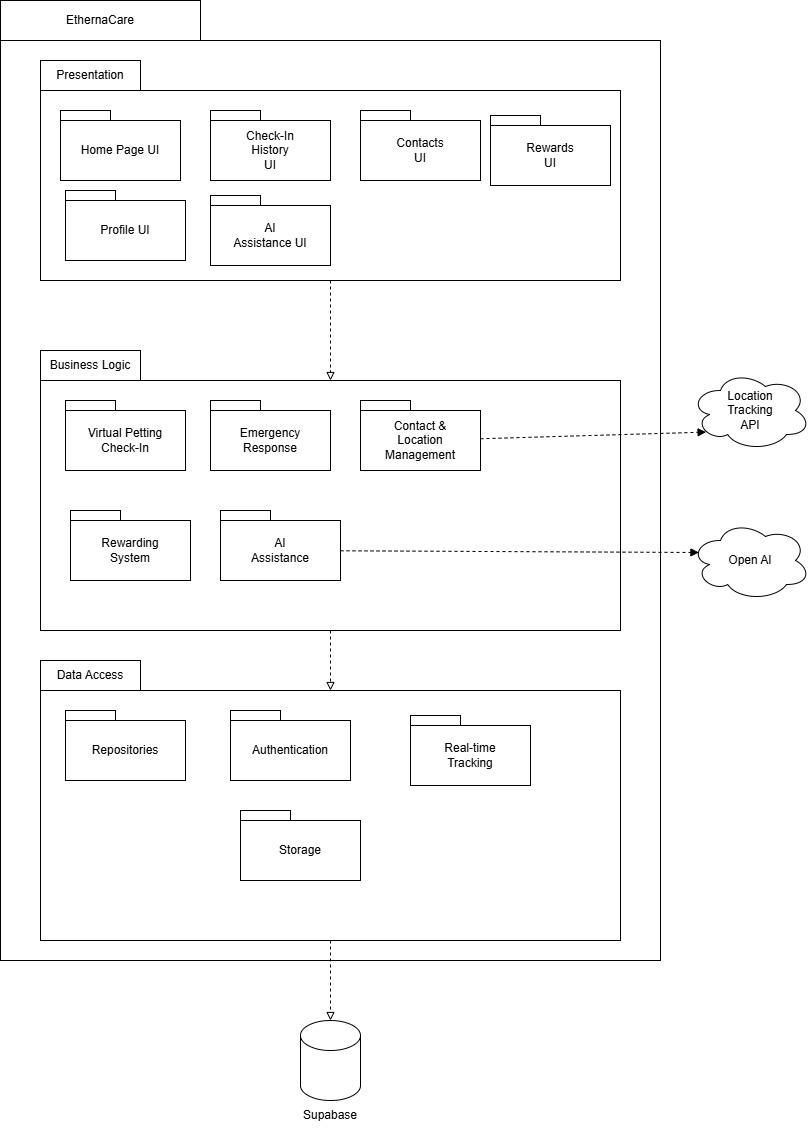 EthernaCare
Presentation
Home Page UI
Check-In
History
UI
Contacts
UI
Rewards
UI
Profile UI
AI
Assistance UI
Business Logic
Virtual Petting
Check-In
Emergency
Response
Contact &
Location
Management
Location
Tracking
API
Rewarding
System
AI
Assistance
Open AI
Data Access
Repositories
Authentication
Real-time
Tracking
Storage
Supabase